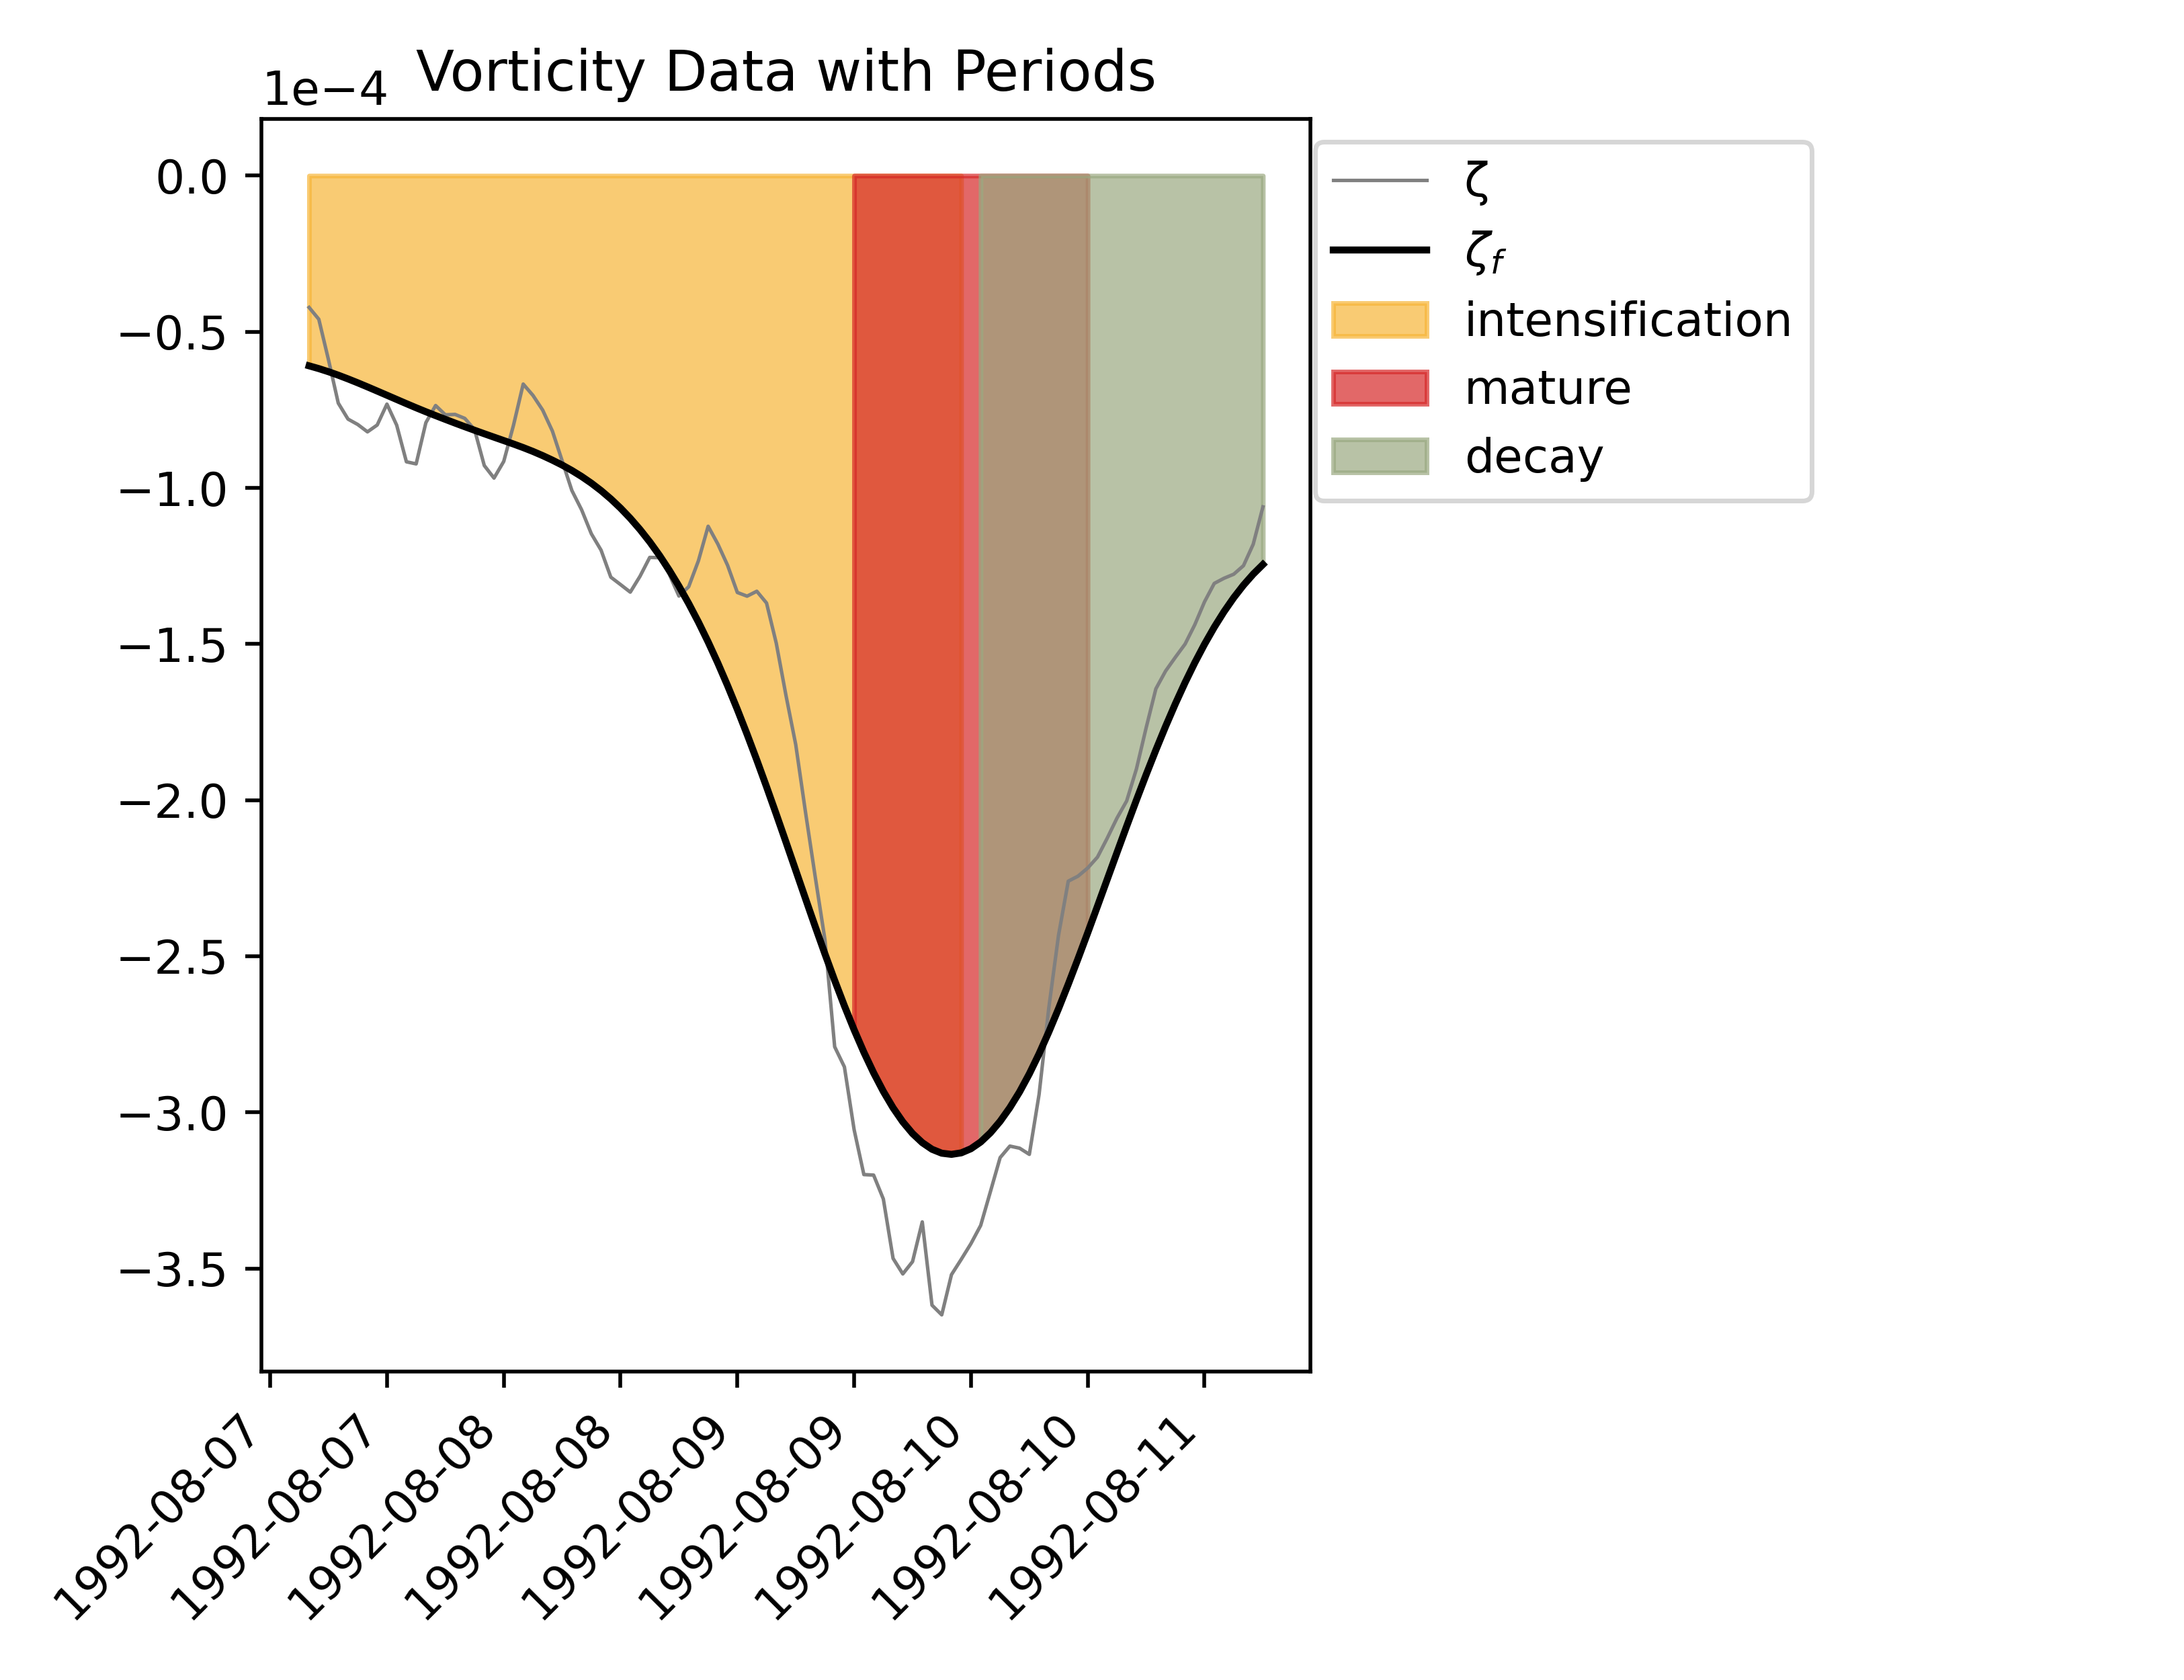 Vorticity Data with Periods
1e−4
0.0
−0.5
−1.0
−1.5
−2.0
−2.5
−3.0
−3.5
1992-08-07
1992-08-07
1992-08-08
1992-08-08
1992-08-09
1992-08-09
1992-08-10
1992-08-10
1992-08-11
ζ
ζf
intensification
mature
decay